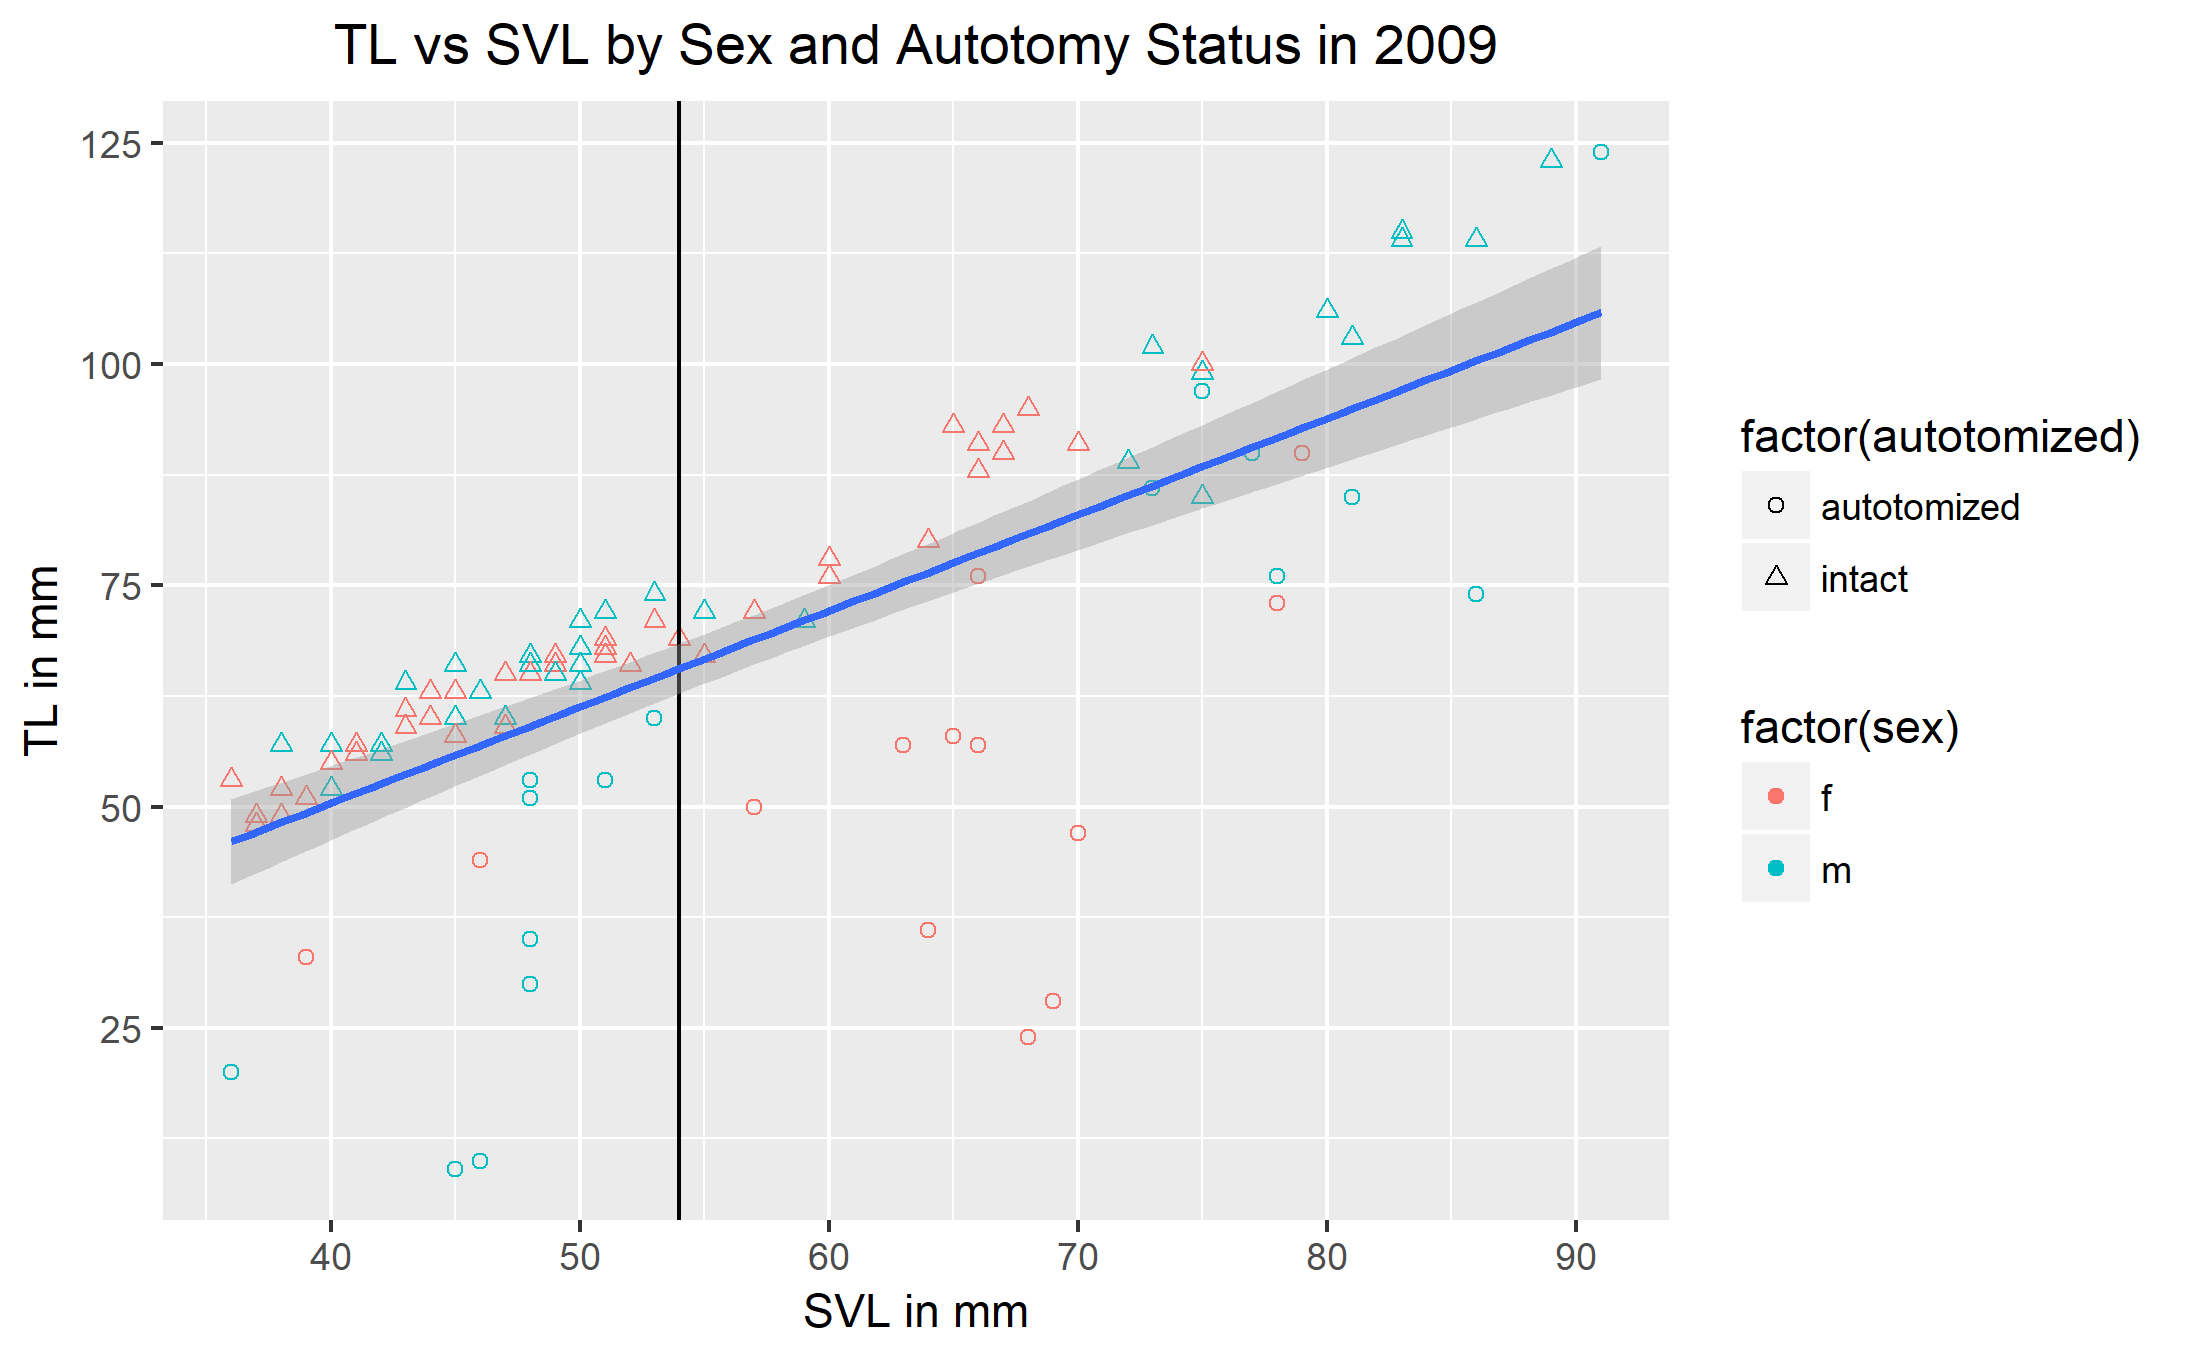 TL vs SVL by Sex and Autotomy Status in 2009
125
100
75
50
25
TL in mm
40 50 60 70 80 90
SVL in mm
factor(autotomized)
autotomized
intact
factor(sex)
f
m